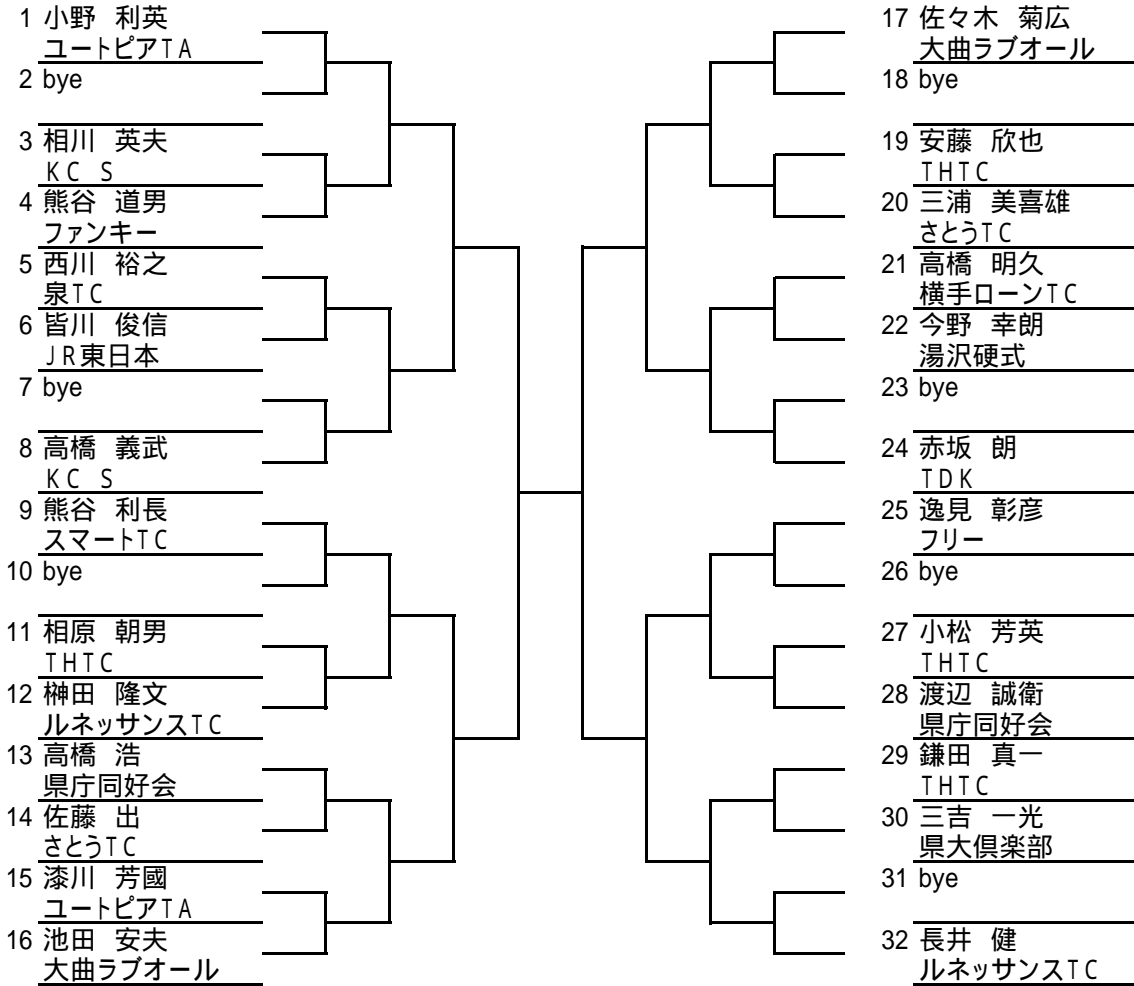 1 小野 利英
ユートピアTA
2 bye
3 相川 英夫
KC S
4 熊谷 道男
ファンキー
5 西川 裕之
泉TC
6 皆川 俊信
JR東日本
7 bye
8 高橋 義武
KC S
9 熊谷 利長
スマートTC
10 bye
11 相原 朝男
THTC
12 榊田 隆文
ルネッサンスTC
13 高橋 浩
県庁同好会
14 佐藤 出
さとうTC
15 漆川 芳國
ユートピアTA
16 池田 安夫
大曲ラブオール
17 佐々木 菊広
大曲ラブオール
18 bye
19 安藤 欣也
THTC
20 三浦 美喜雄
さとうTC
21 高橋 明久
横手ローンTC
22 今野 幸朗
湯沢硬式
23 bye
24 赤坂 朗
TDK
25 逸見 彰彦
フリー
26 bye
27 小松 芳英
THTC
28 渡辺 誠衛
県庁同好会
29 鎌田 真一
THTC
30 三吉 一光
県大倶楽部
31 bye
32 長井 健
ルネッサンスTC